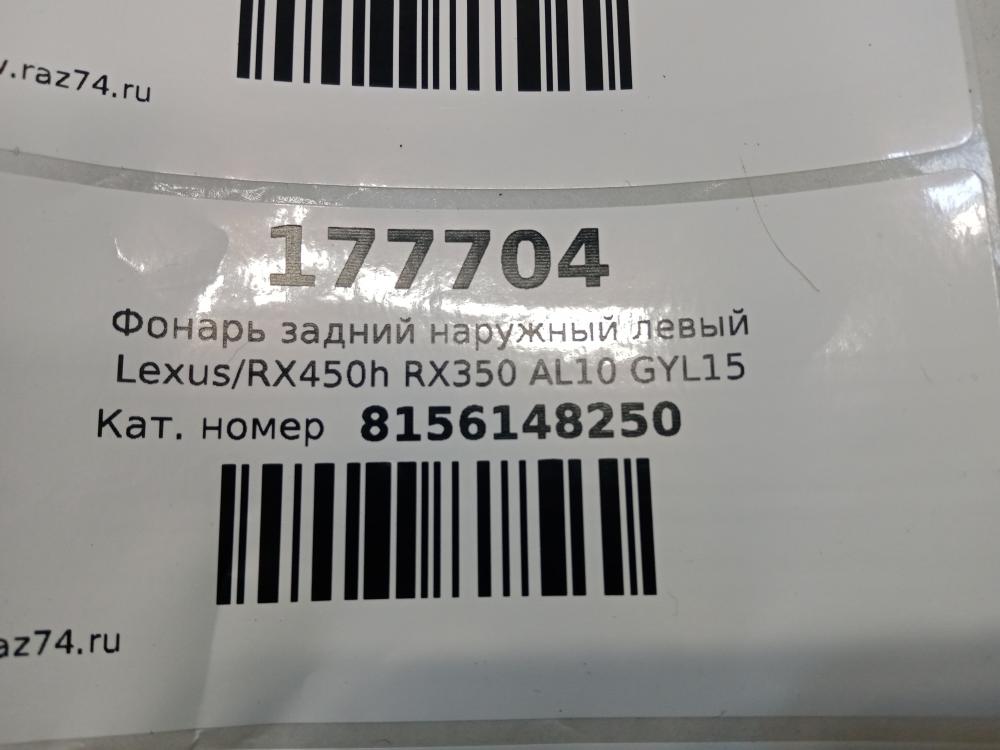 .raz74.ru
177704
Фонарь задний наружный левый
Lexus/RX450h RX350 AL10 GYL15
Кат. номер 8156148250
az74.ru